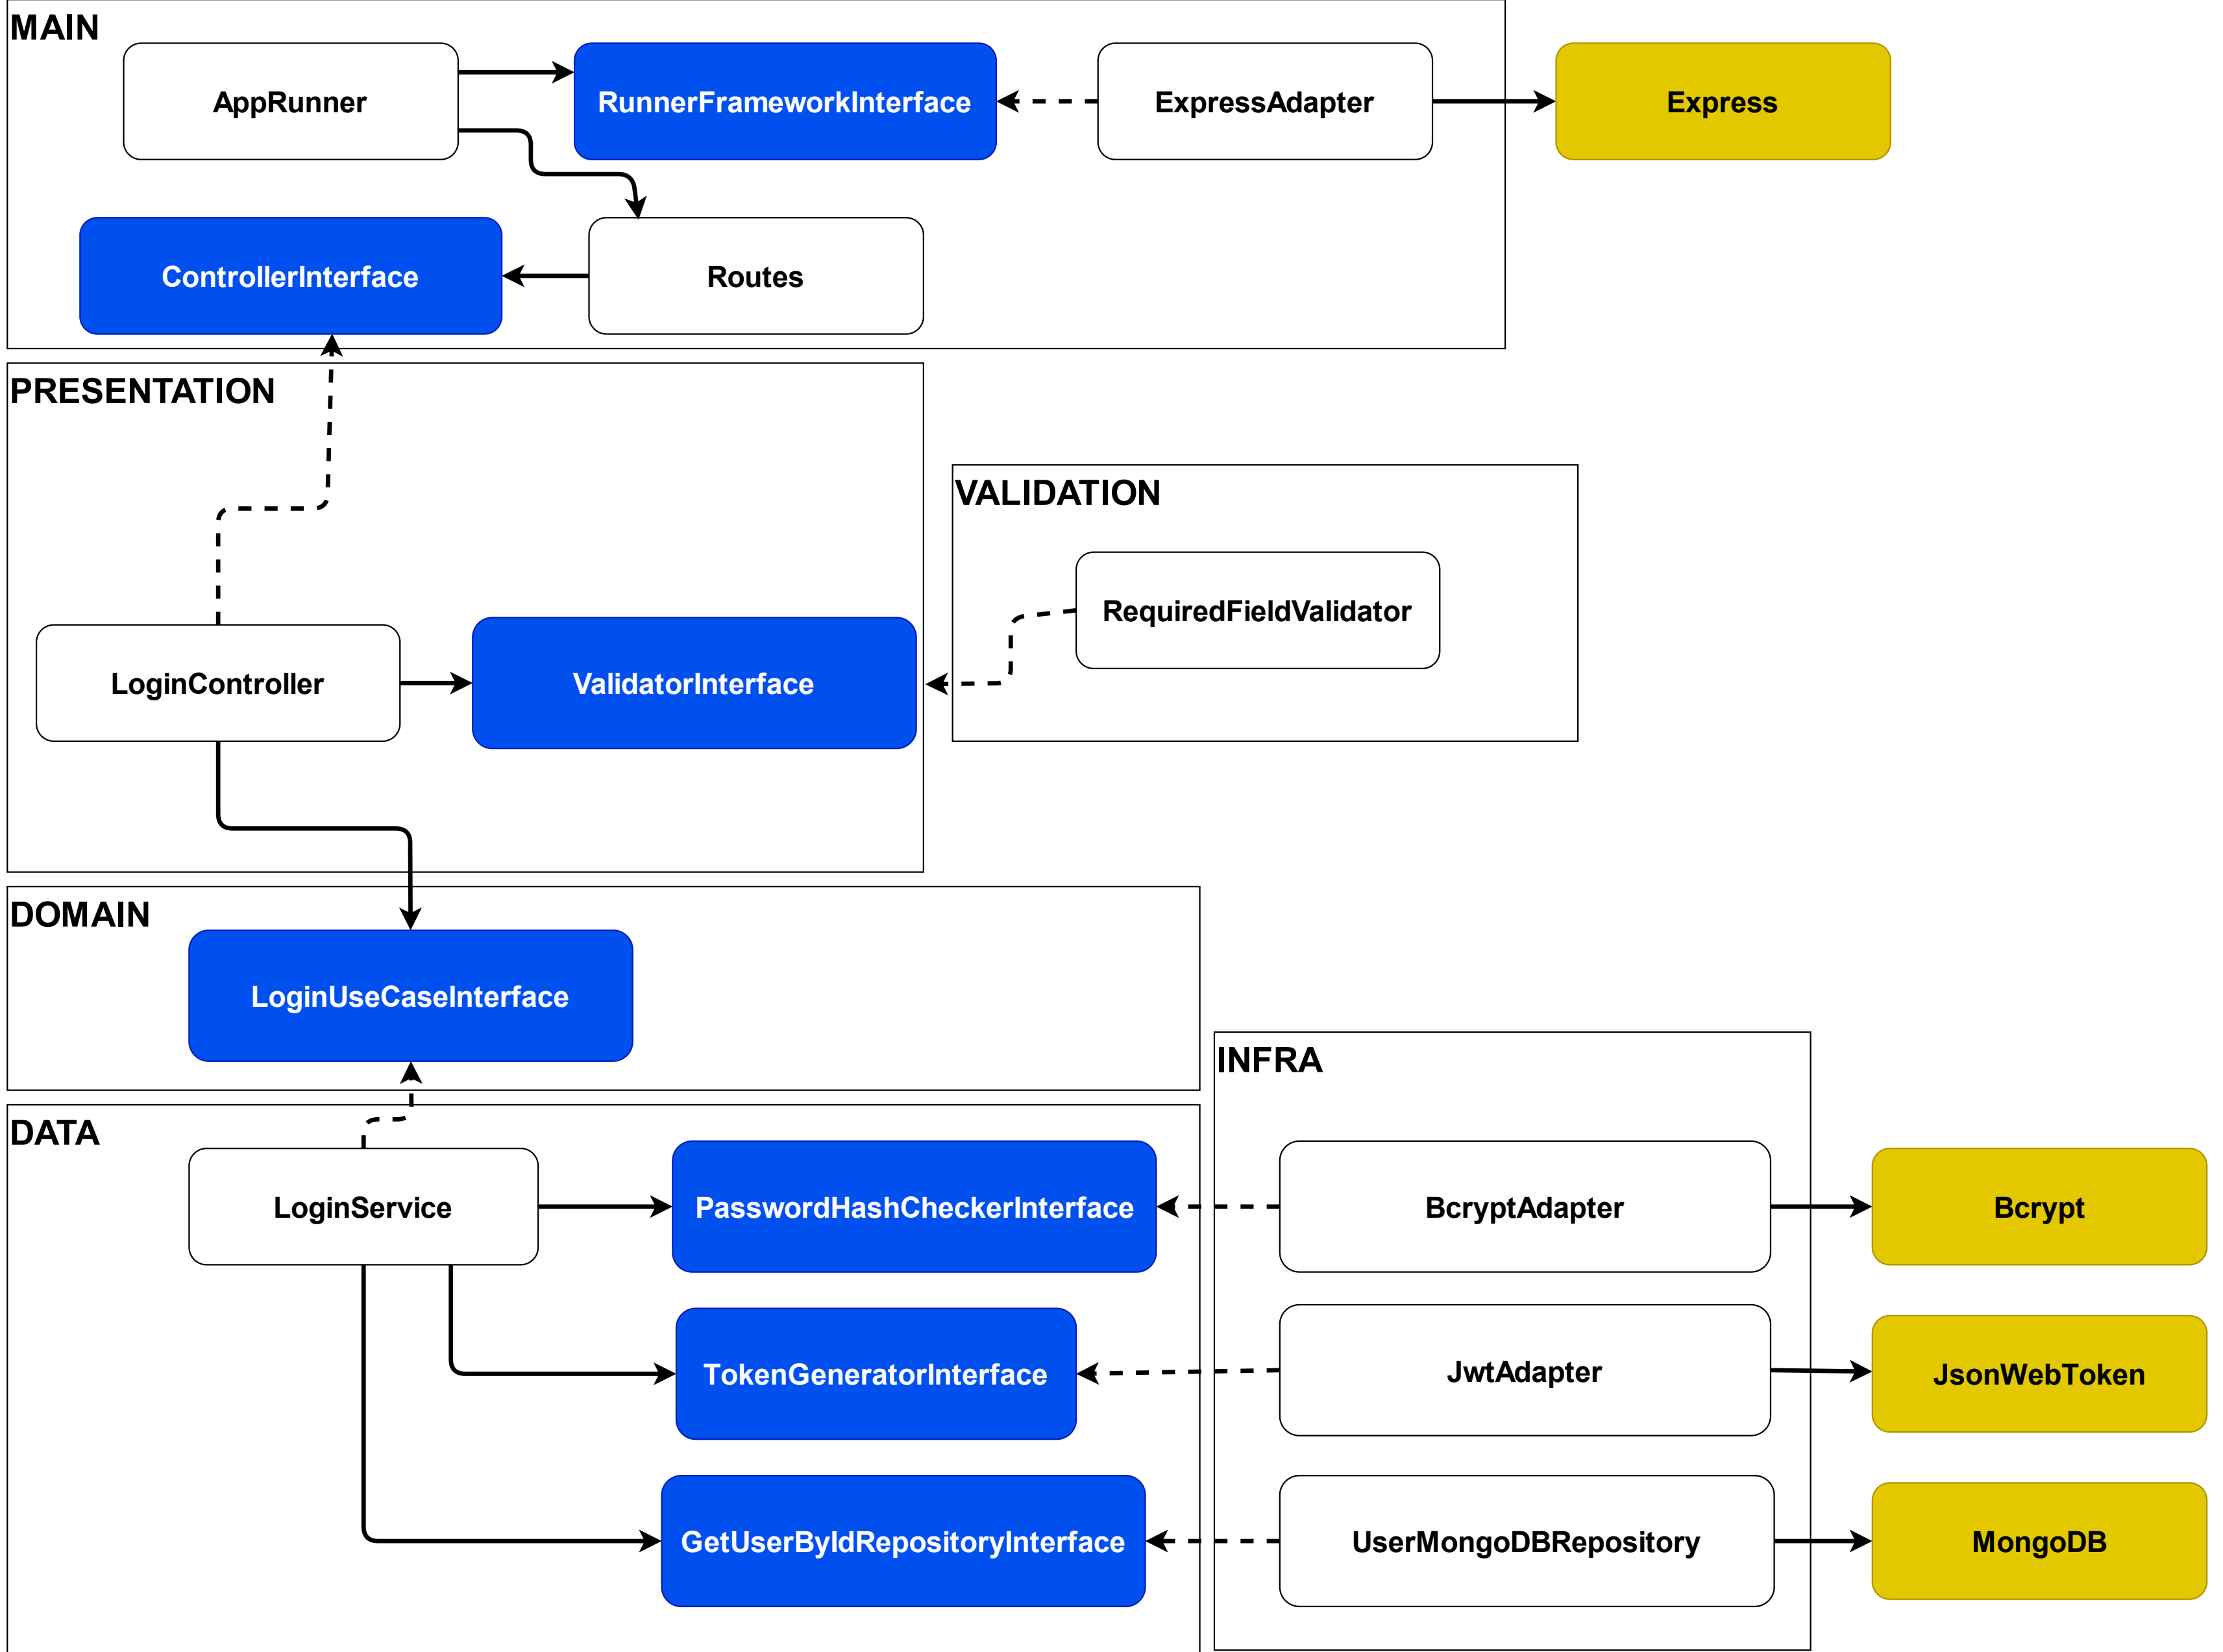 MAIN
AppRunner
RunnerFrameworkInterface
ExpressAdapter
Express
ControllerInterface
Routes
PRESENTATION
VALIDATION
RequiredFieldValidator
LoginController
ValidatorInterface
DOMAIN
LoginUseCaseInterface
INFRA
DATA
LoginService
PasswordHashCheckerInterface
BcryptAdapter
Bcrypt
TokenGeneratorInterface
JwtAdapter
JsonWebToken
GetUserByIdRepositoryInterface
UserMongoDBRepository
MongoDB